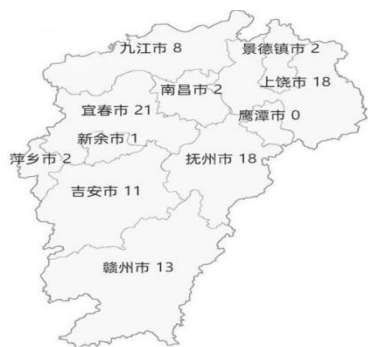 九江市 8
景德镇市 2
南昌市 2
上饶市 18
宜春市 21
鹰潭市 0
新余市 1
萍乡市 2
抚州市 18
吉安市 11
赣州市 13